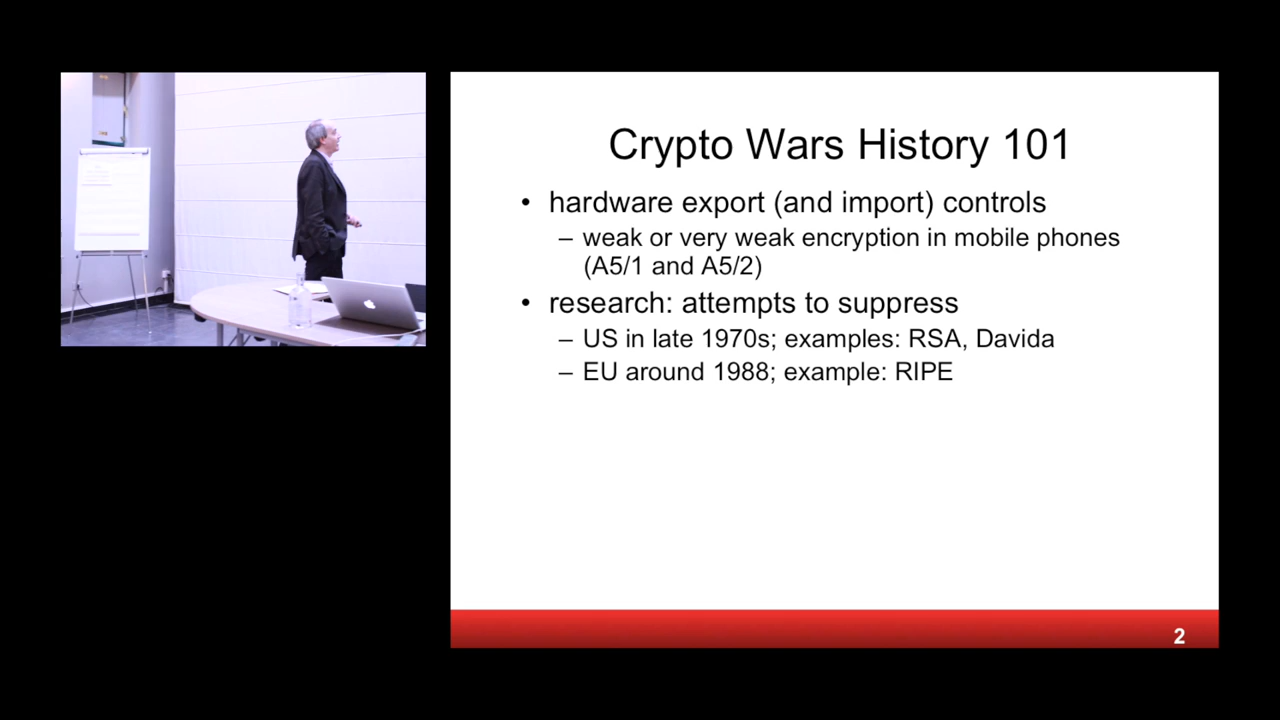 Crypto Wars History 101
• hardware export (and import) controls
– weak or very weak encryption in mobile phones
(A5/1 and A5/2)
• research: attempts to suppress
– US in late 1970s; examples: RSA, Davida
– EU around 1988; example: RIPE
2